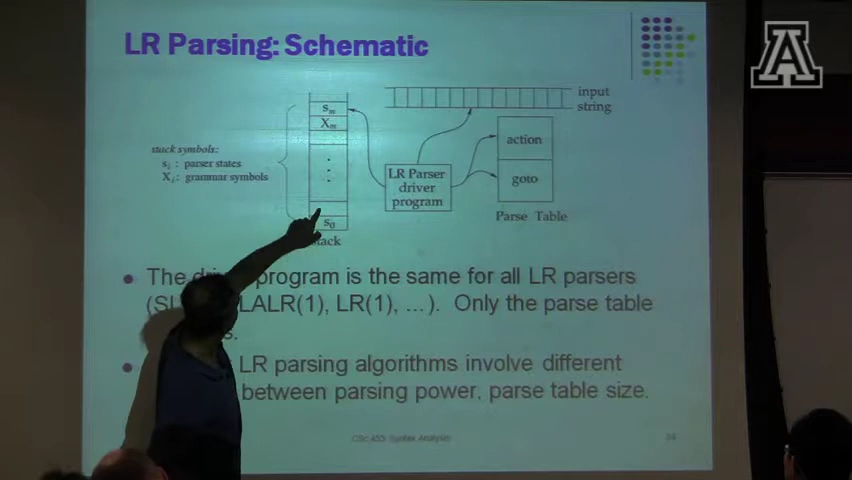 LR Parsing: Schematic
A
input
string
sm
Xm
action
stack symbols:
si : parser states
Xi : grammar symbols
LR Parser
driver
program
goto
s0
Parse Table
stack
The driver program is the same for all LR parsers
LALR(1), LR(1), …). Only the parse table
LR parsing algorithms involve different
between parsing power, parse table size.
CSc 453: Syntax Analysis